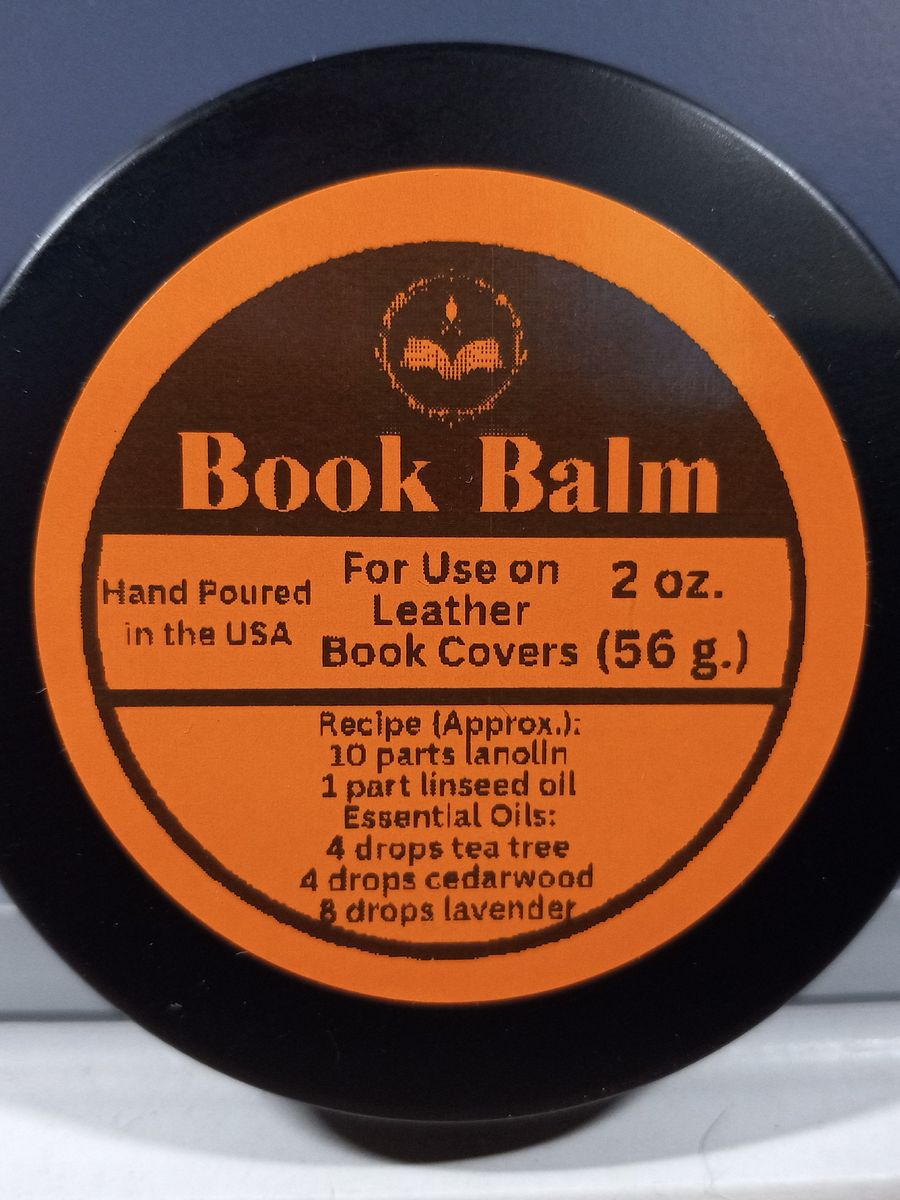 Book Balm
Hand Poured
in the USA
For Use on
Leather
Book Covers
2 oz.
(56 g.)
Recipe (Approx.):
10 parts lanolin
1 part linseed oil
Essential Oils:
4 drops tea tree
4 drops cedarwood
8 drops lavender